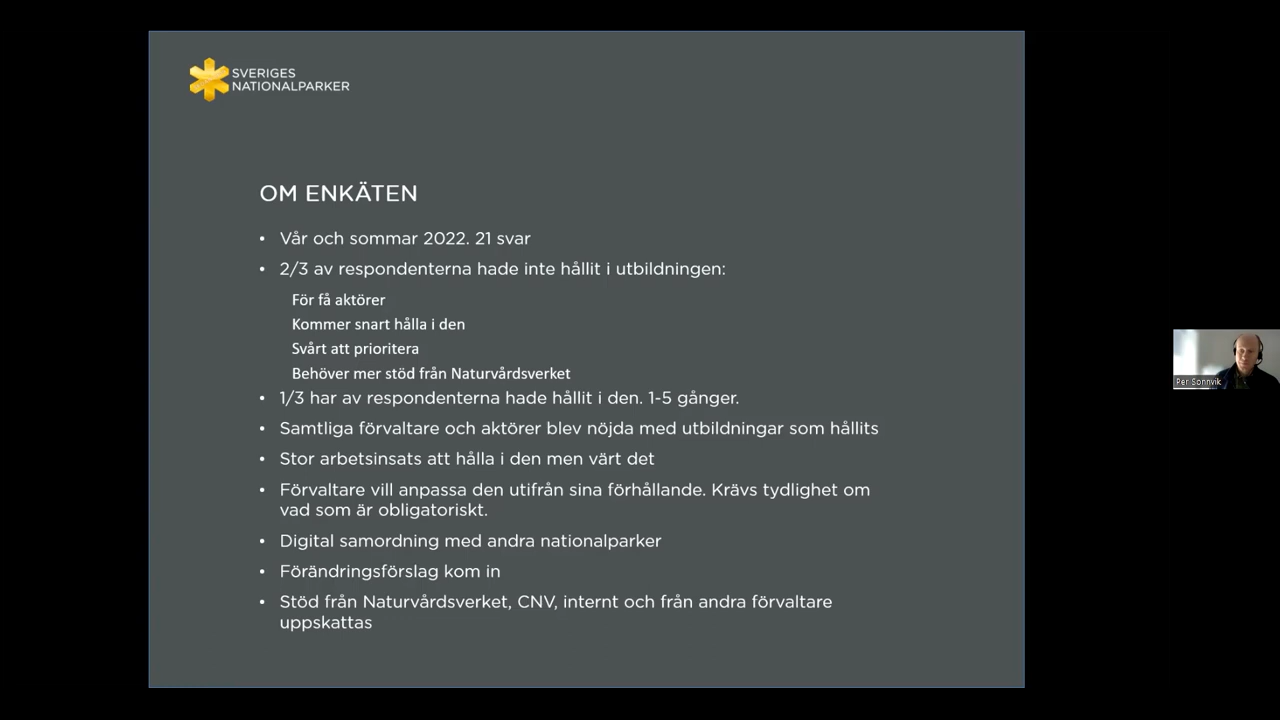 SVERIGES
NATIONALPARKER
OM ENKÄTEN
• Vår och sommar 2022. 21 svar
• 2/3 av respondenterna hade inte hållit i utbildningen:
För få aktörer
Kommer snart hålla i den
Svårt att prioritera
Behöver mer stöd från Naturvårdsverket
• 1/3 har av respondenterna hade hållit i den. 1-5 gånger.
• Samtliga förvaltare och aktörer blev nöjda med utbildningar som hållits
• Stor arbetsinsats att hålla i den men värt det
• Förvaltare vill anpassa den utifrån sina förhållande. Krävs tydlighet om
vad som är obligatoriskt.
• Digital samordning med andra nationalparker
• Förändringsförslag kom in
• Stöd från Naturvårdsverket, CNV, internt och från andra förvaltare
uppskattas
Per Sonnvik